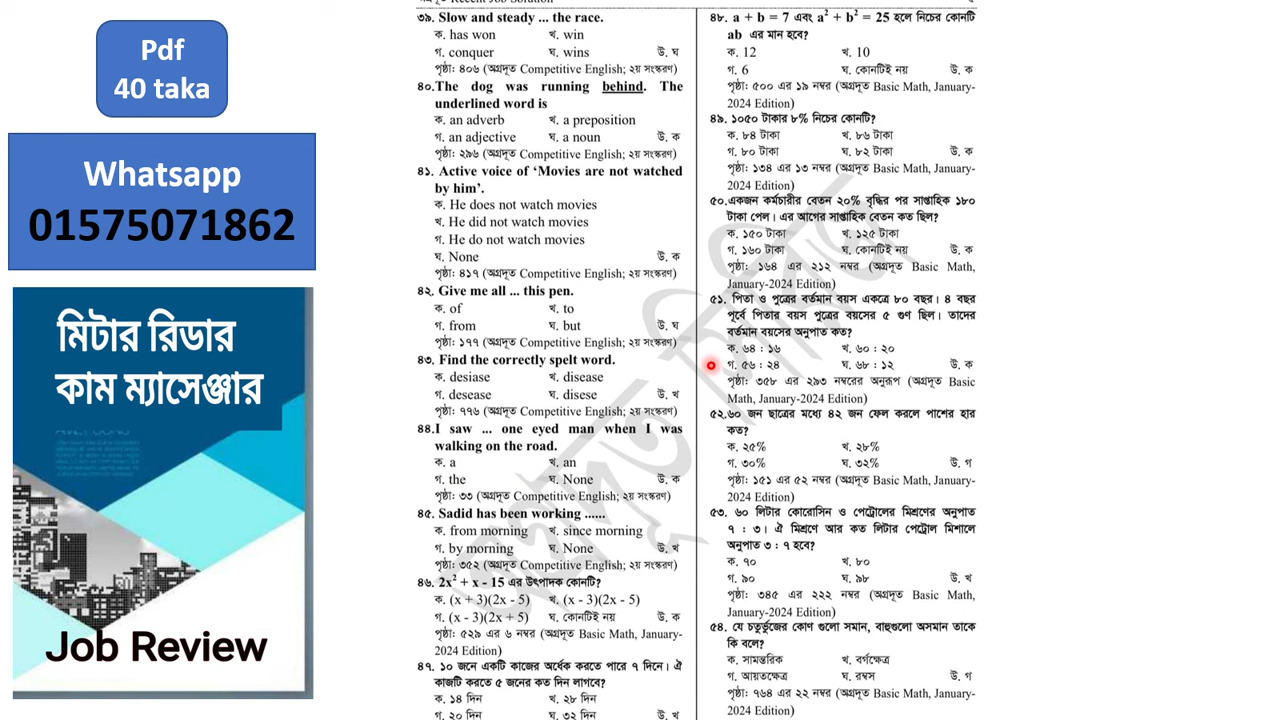 Pdf
40 taka
Whatsapp
01575071862
মিটার রিডার
কাম ম্যাসেঞ্জার
Job Review
৩৯. Slow and steady ... the race.
ক. has won খ. win
গ. conquer ঘ. wins উ. ঘ
পৃষ্ঠা: ৪০৬ (অগ্রদূত Competitive English; ২য় সংস্করণ)
৪০.The dog was running behind. The
underlined word is
ক. an adverb খ. a preposition
গ. an adjective ঘ. a noun উ. ক
পৃষ্ঠা: ২৯৬ (অগ্রদূত Competitive English; ২য় সংস্করণ)
৪১. Active voice of ‘Movies are not watched
by him’.
ক. He does not watch movies
খ. He did not watch movies
গ. He do not watch movies
ঘ. None উ. ক
পৃষ্ঠা: ৪১৭ (অগ্রদূত Competitive English; ২য় সংস্করণ)
৪২. Give me all ... this pen.
ক. of খ. to
গ. from ঘ. but উ. ঘ
পৃষ্ঠা: ১৭৭ (অগ্রদূত Competitive English; ২য় সংস্করণ)
৪৩. Find the correctly spelt word.
ক. desiase খ. disease
গ. desease ঘ. disese উ. খ
পৃষ্ঠা: ৭৭৬ (অগ্রদূত Competitive English; ২য় সংস্করণ)
৪৪.I saw ... one eyed man when I was
walking on the road.
ক. a খ. an
গ. the ঘ. None উ. ক
পৃষ্ঠা: ৩৩ (অগ্রদূত Competitive English; ২য় সংস্করণ)
৪৫. Sadid has been working ......
ক. from morning খ. since morning
গ. by morning ঘ. None উ. খ
পৃষ্ঠা: ৩৫২ (অগ্রদূত Competitive English; ২য় সংস্করণ)
৪৬. 2x² + x - 15 এর উৎপাদক কোনটি?
ক. (x + 3)(2x - 5) খ. (x - 3)(2x - 5)
গ. (x - 3)(2x + 5) ঘ. কোনটিই নয় উ. ক
পৃষ্ঠা: ৫২৯ এর ৬ নম্বর (অগ্রদূত Basic Math, January-
2024 Edition)
৪৭. ১০ জনে একটি কাজের অর্ধেক করতে পারে ৭ দিনে। ঐ
কাজটি করতে ৫ জনের কত দিন লাগবে?
ক. ১৪ দিন খ. ২৮ দিন
গ. ২০ দিন ঘ. ৩২ দিন উ. খ
৪৮. a + b = 7 এবং a² + b² = 25 হলে নিচের কোনটি
ab এর মান হবে?
ক. 12 খ. 10
গ. 6 ঘ. কোনটিই নয় উ. ক
পৃষ্ঠা: ৫০০ এর ১৯ নম্বর (অগ্রদূত Basic Math, January-
2024 Edition)
৪৯. ১০৫০ টাকার ৮% নিচের কোনটি?
ক. ৮৪ টাকা খ. ৮৬ টাকা
গ. ৮০ টাকা ঘ. ৮২ টাকা উ. ক
পৃষ্ঠা: ১৩৪ এর ১৩ নম্বর (অগ্রদূত Basic Math, January-
2024 Edition)
৫০.একজন কর্মচারীর বেতন ২০% বৃদ্ধির পর সাপ্তাহিক ১৮০
টাকা পেল। এর আগের সাপ্তাহিক বেতন কত ছিল?
ক. ১৫০ টাকা খ. ১২৫ টাকা
গ. ১৬০ টাকা ঘ. কোনটিই নয় উ. ক
পৃষ্ঠা: ১৬৪ এর ২১২ নম্বর (অগ্রদূত Basic Math,
January-2024 Edition)
৫১. পিতা ও পুত্রের বর্তমান বয়স একত্রে ৮০ বছর। ৪ বছর
পূর্বে পিতার বয়স পুত্রের বয়সের ৫ গুণ ছিল। তাদের
বর্তমান বয়সের অনুপাত কত?
ক. ৬৪ : ১৬ খ. ৬০ : ২০
গ. ৫৬ : ২৪ ঘ. ৬৮ : ১২ উ. ক
পৃষ্ঠা: ৩৫৮ এর ২৯৩ নম্বরের অনুরূপ (অগ্রদূত Basic
Math, January-2024 Edition)
৫২.৬০ জন ছাত্রের মধ্যে ৪২ জন ফেল করলে পাশের হার
কত?
ক. ২৫% খ. ২৮%
গ. ৩০% ঘ. ৩২% উ. গ
পৃষ্ঠা: ১৫১ এর ৫২ নম্বর (অগ্রদূত Basic Math, January-
2024 Edition)
৫৩. ৬০ লিটার কোরোসিন ও পেট্রোলের মিশ্রণের অনুপাত
৭ : ৩। ঐ মিশ্রণে আর কত লিটার পেট্রোল মিশালে
অনুপাত ৩ : ৭ হবে?
ক. ৭০ খ. ৮০
গ. ৯০ ঘ. ৯৮ উ. খ
পৃষ্ঠা: ৩৪৫ এর ২২২ নম্বর (অগ্রদূত Basic Math,
January-2024 Edition)
৫৪. যে চতুর্ভুজের কোণ গুলো সমান, বাহুগুলো অসমান তাকে
কি বলে?
ক. সামন্তরিক খ. বর্গক্ষেত্র
গ. আয়তক্ষেত্র ঘ. রম্বস উ. গ
পৃষ্ঠা: ৭৬৪ এর ২২ নম্বর (অগ্রদূত Basic Math, January-
2024 Edition)